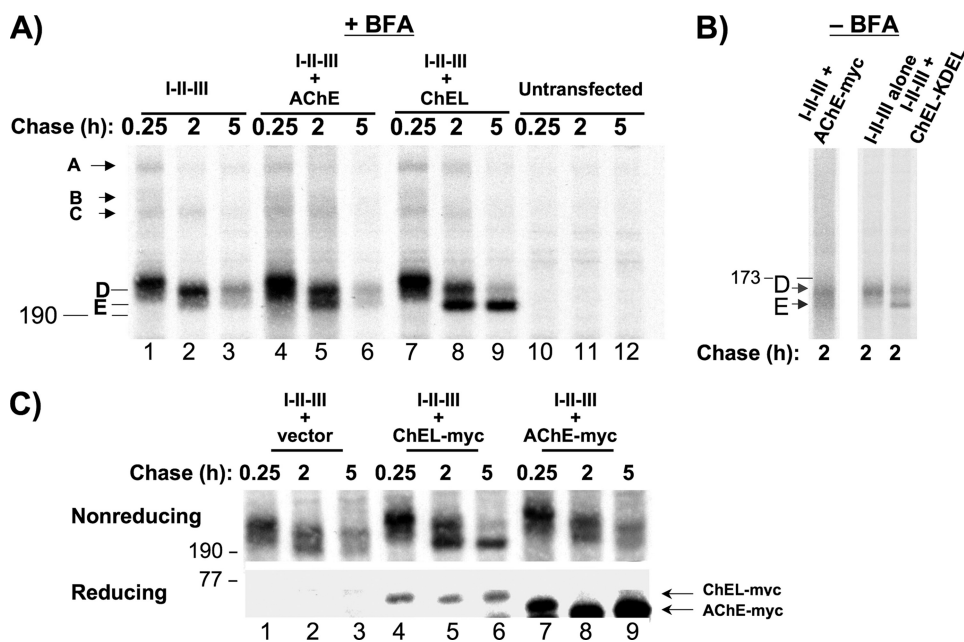 A)
+ BFA
I-II-III
I-II-III
+
AChE
I-II-III
+
ChEL
Untransfected
Chase (h): 0.25 2 5 0.25 2 5 0.25 2 5 0.25 2 5
A
B
C
D
E
190
1 2 3 4 5 6 7 8 9 10 11 12
B)
– BFA
I-II-III +
AChE-myc
I-II-III alone
I-II-III +
ChEL-KDEL
173
D
E
Chase (h): 2 2 2
C)
I-II-III
+
vector
I-II-III
+
ChEL-myc
I-II-III
+
AChE-myc
Chase (h): 0.25 2 5 0.25 2 5 0.25 2 5
Nonreducing
190
77
Reducing
ChEL-myc
AChE-myc
1 2 3 4 5 6 7 8 9